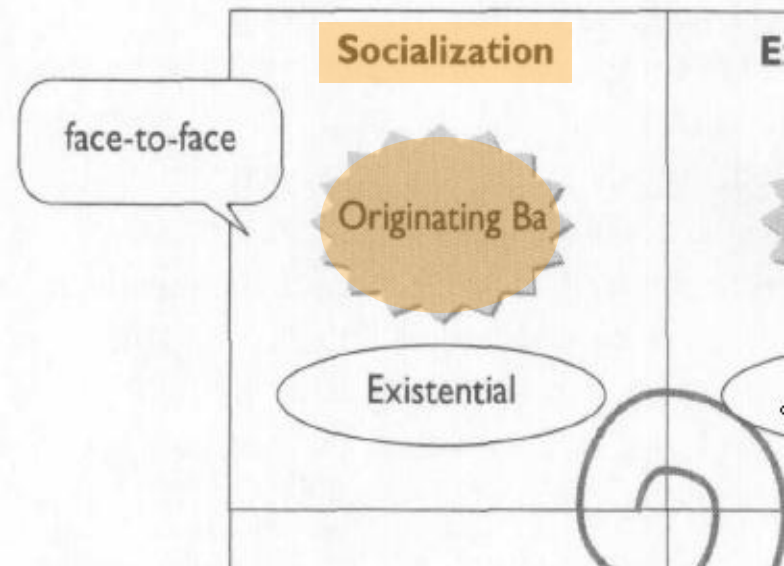 Socialization
face-to-face
Originating Ba
Existential